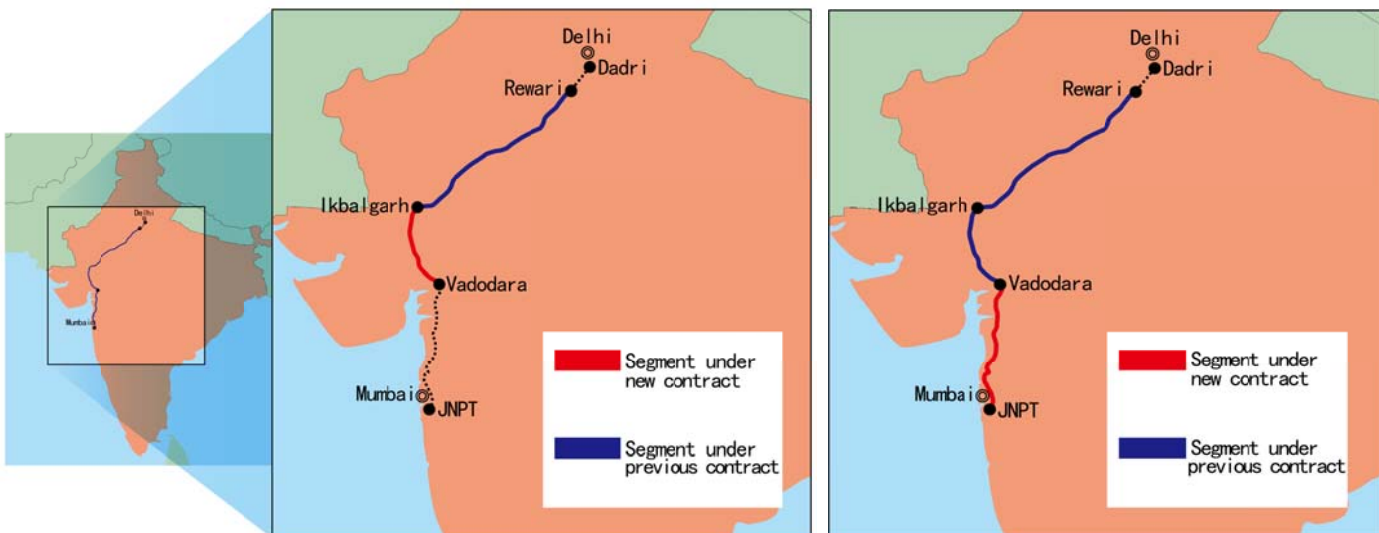 Delhi
Mumbai
Delhi
Dadri
Rewari
Ikbalgarh
Vadodara
Mumbai
JNPT
Segment under
new contract
Segment under
previous contract
Delhi
Dadri
Rewari
Ikbalgarh
Vadodara
Mumbai
JNPT
Segment under
new contract
Segment under
previous contract